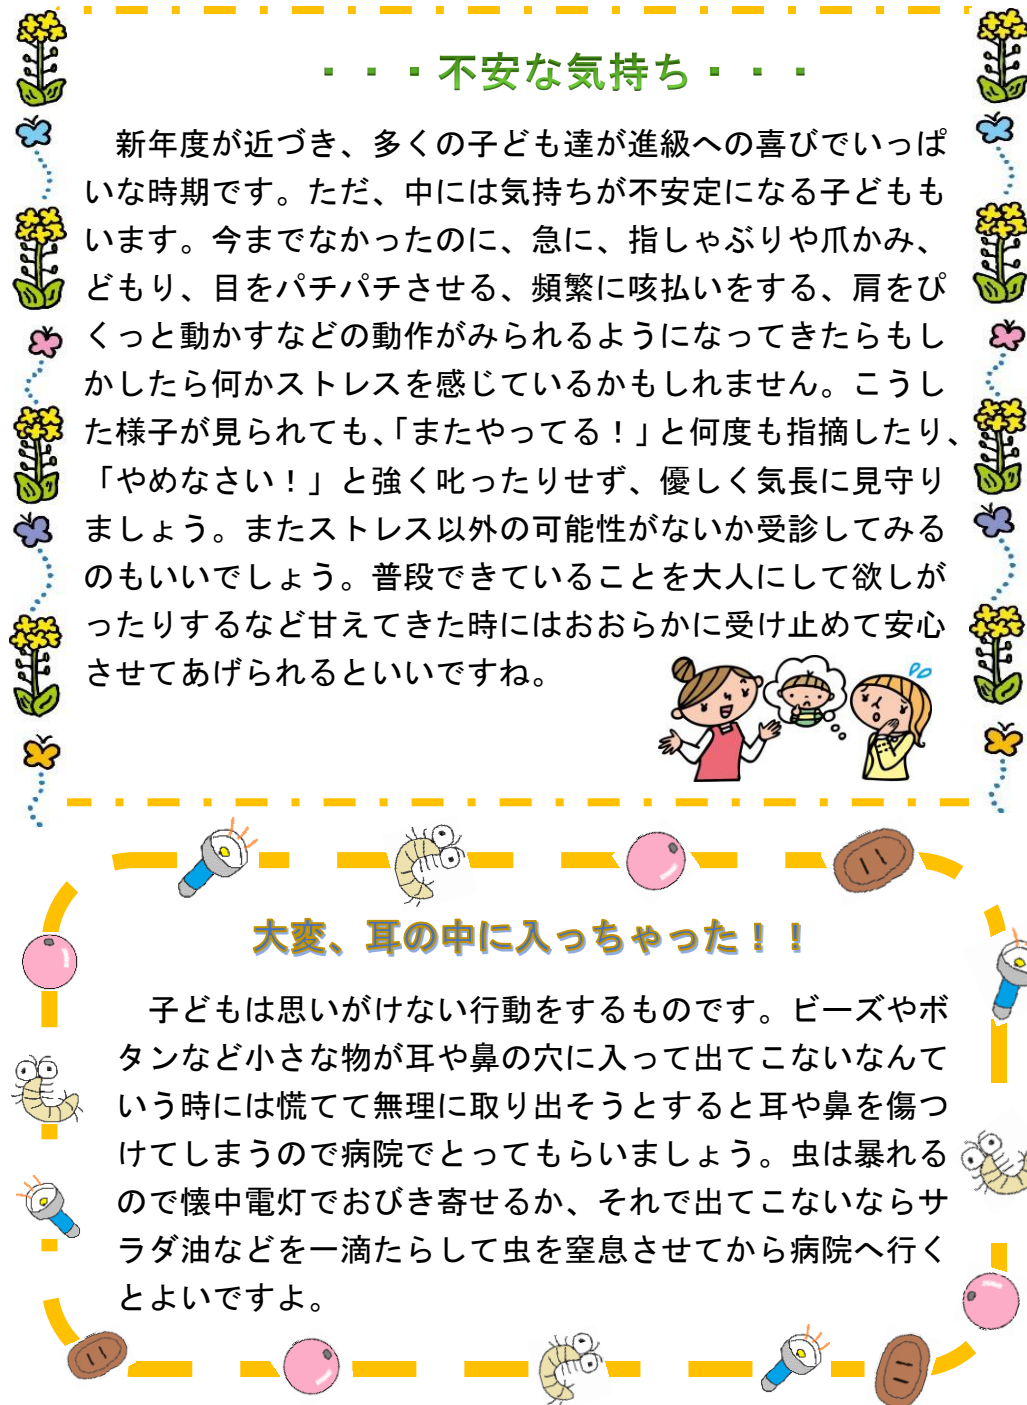 ・・・不安な気持ち・・・
　新年度が近づき、多くの子ども達が進級への喜びでいっぱ
いな時期です。ただ、中には気持ちが不安定になる子どもも
います。今までなかったのに、急に、指しゃぶりや爪かみ、
どもり、目をパチパチさせる、頻繁に咳払いをする、肩をぴ
くっと動かすなどの動作がみられるようになってきたらもし
かしたら何かストレスを感じているかもしれません。こうし
た様子が見られても、「またやってる！」と何度も指摘したり、
「やめなさい！」と強く叱ったりせず、優しく気長に見守り
ましょう。またストレス以外の可能性がないか受診してみる
のもいいでしょう。普段できていることを大人にして欲しが
ったりするなど甘えてきた時にはおおらかに受け止めて安心
させてあげられるといいですね。
大変、耳の中に入っちゃった！！
　子どもは思いがけない行動をするものです。ビーズやボ
タンなど小さな物が耳や鼻の穴に入って出てこないなんて
いう時には慌てて無理に取り出そうとすると耳や鼻を傷つ
けてしまうので病院でとってもらいましょう。虫は暴れる
ので懐中電灯でおびき寄せるか、それで出てこないならサ
ラダ油などを一滴たらして虫を窒息させてから病院へ行く
とよいですよ。